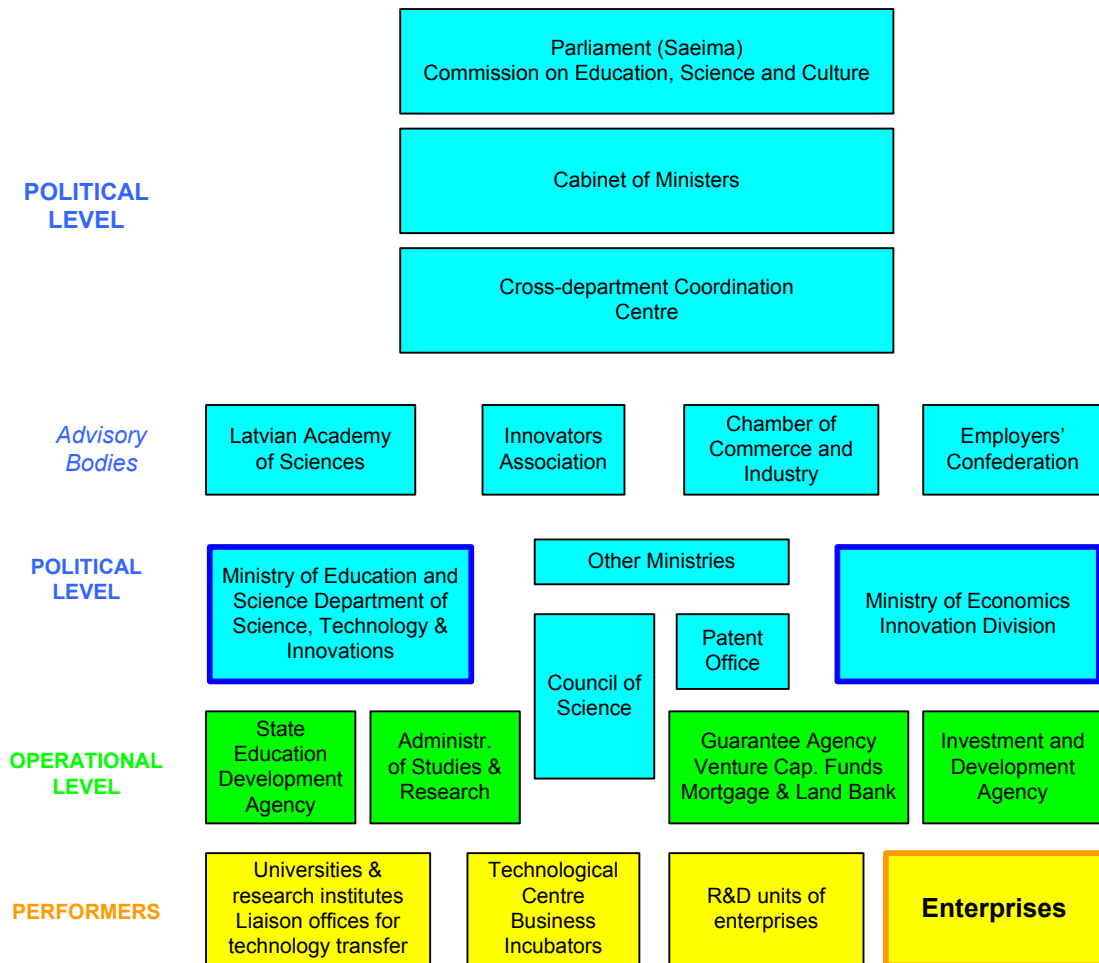 Parliament (Saeima)
Commission on Education, Science and Culture
POLITICAL
LEVEL
Cabinet of Ministers
Cross-department Coordination
Centre
Advisory
Bodies
Latvian Academy
of Sciences
Innovators
Association
Chamber of
Commerce and
Industry
Employers'
Confederation
POLITICAL
LEVEL
Ministry of Education and
Science Department of
Science, Technology &
Innovations
Other Ministries
Council of
Science
Patent
Office
Ministry of Economics
Innovation Division
OPERATIONAL
LEVEL
State
Education
Development
Agency
Administr.
of Studies &
Research
Guarantee Agency
Venture Cap. Funds
Mortgage & Land Bank
Investment and
Development
Agency
PERFORMERS
Universities &
research institutes
Liaison offices for
technology transfer
Technological
Centre
Business
Incubators
R&D units of
enterprises
Enterprises